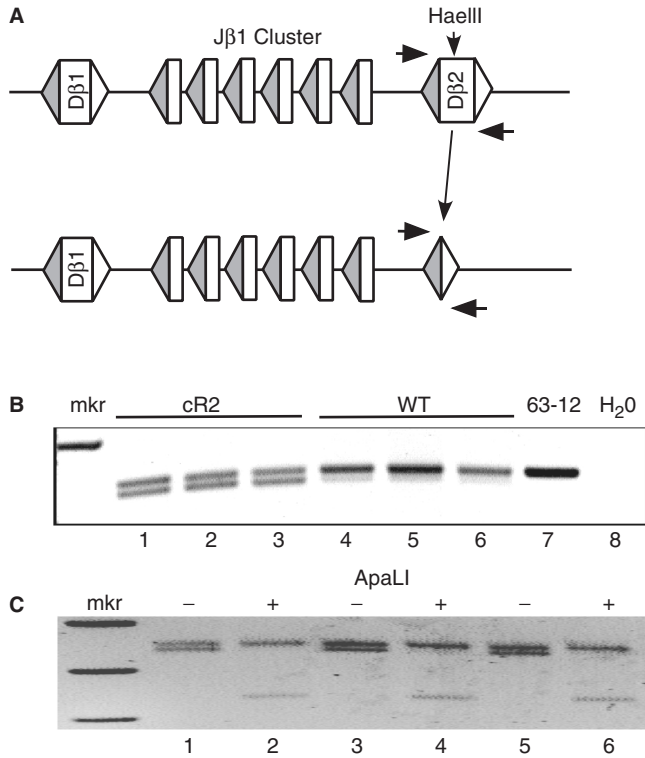 A
HaeIII
Jβ1 Cluster
Dβ1
Dβ2
Dβ1
B
mkr cR2 WT 63-12 H20
1 2 3 4 5 6 7 8
ApaLI
C
mkr – + – + – +
1 2 3 4 5 6